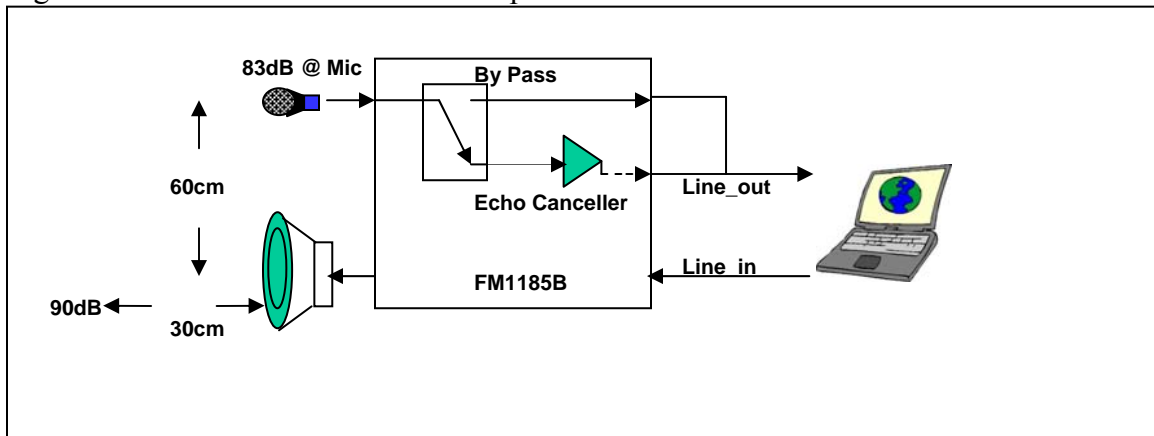 83dB @ Mic
By Pass
60cm
Line_out
Echo Canceller
Line_in
FM1185B
90dB
30cm